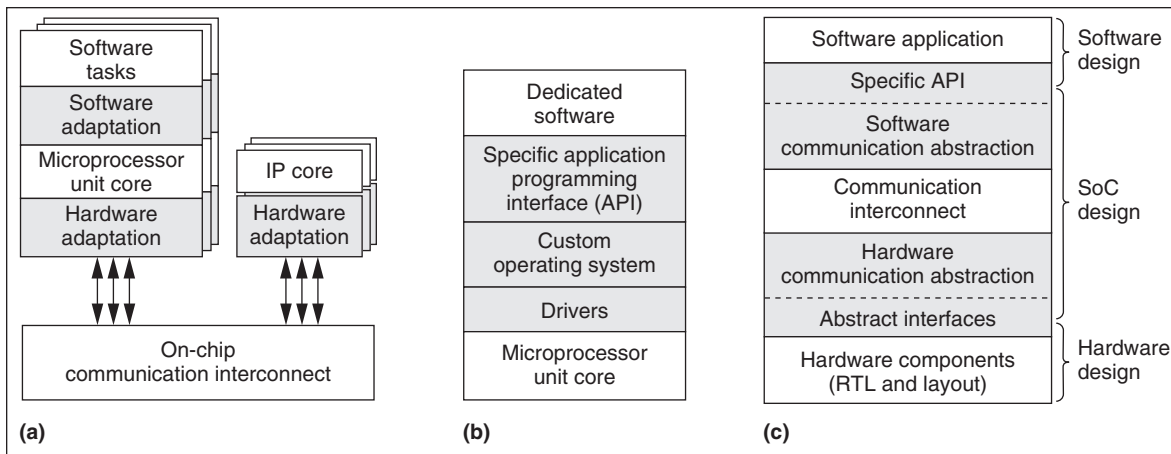 Software
tasks
Software
adaptation
Microprocessor
unit core
Hardware
adaptation
IP core
Hardware
adaptation
On-chip
communication interconnect
(a)
Dedicated
software
Specific application
programming
interface (API)
Custom
operating system
Drivers
Microprocessor
unit core
(b)
Software application
Specific API
Software
communication abstraction
Communication
interconnect
Hardware
communication abstraction
Abstract interfaces
Hardware components
(RTL and layout)
Software
design
SoC
design
Hardware
design
(c)